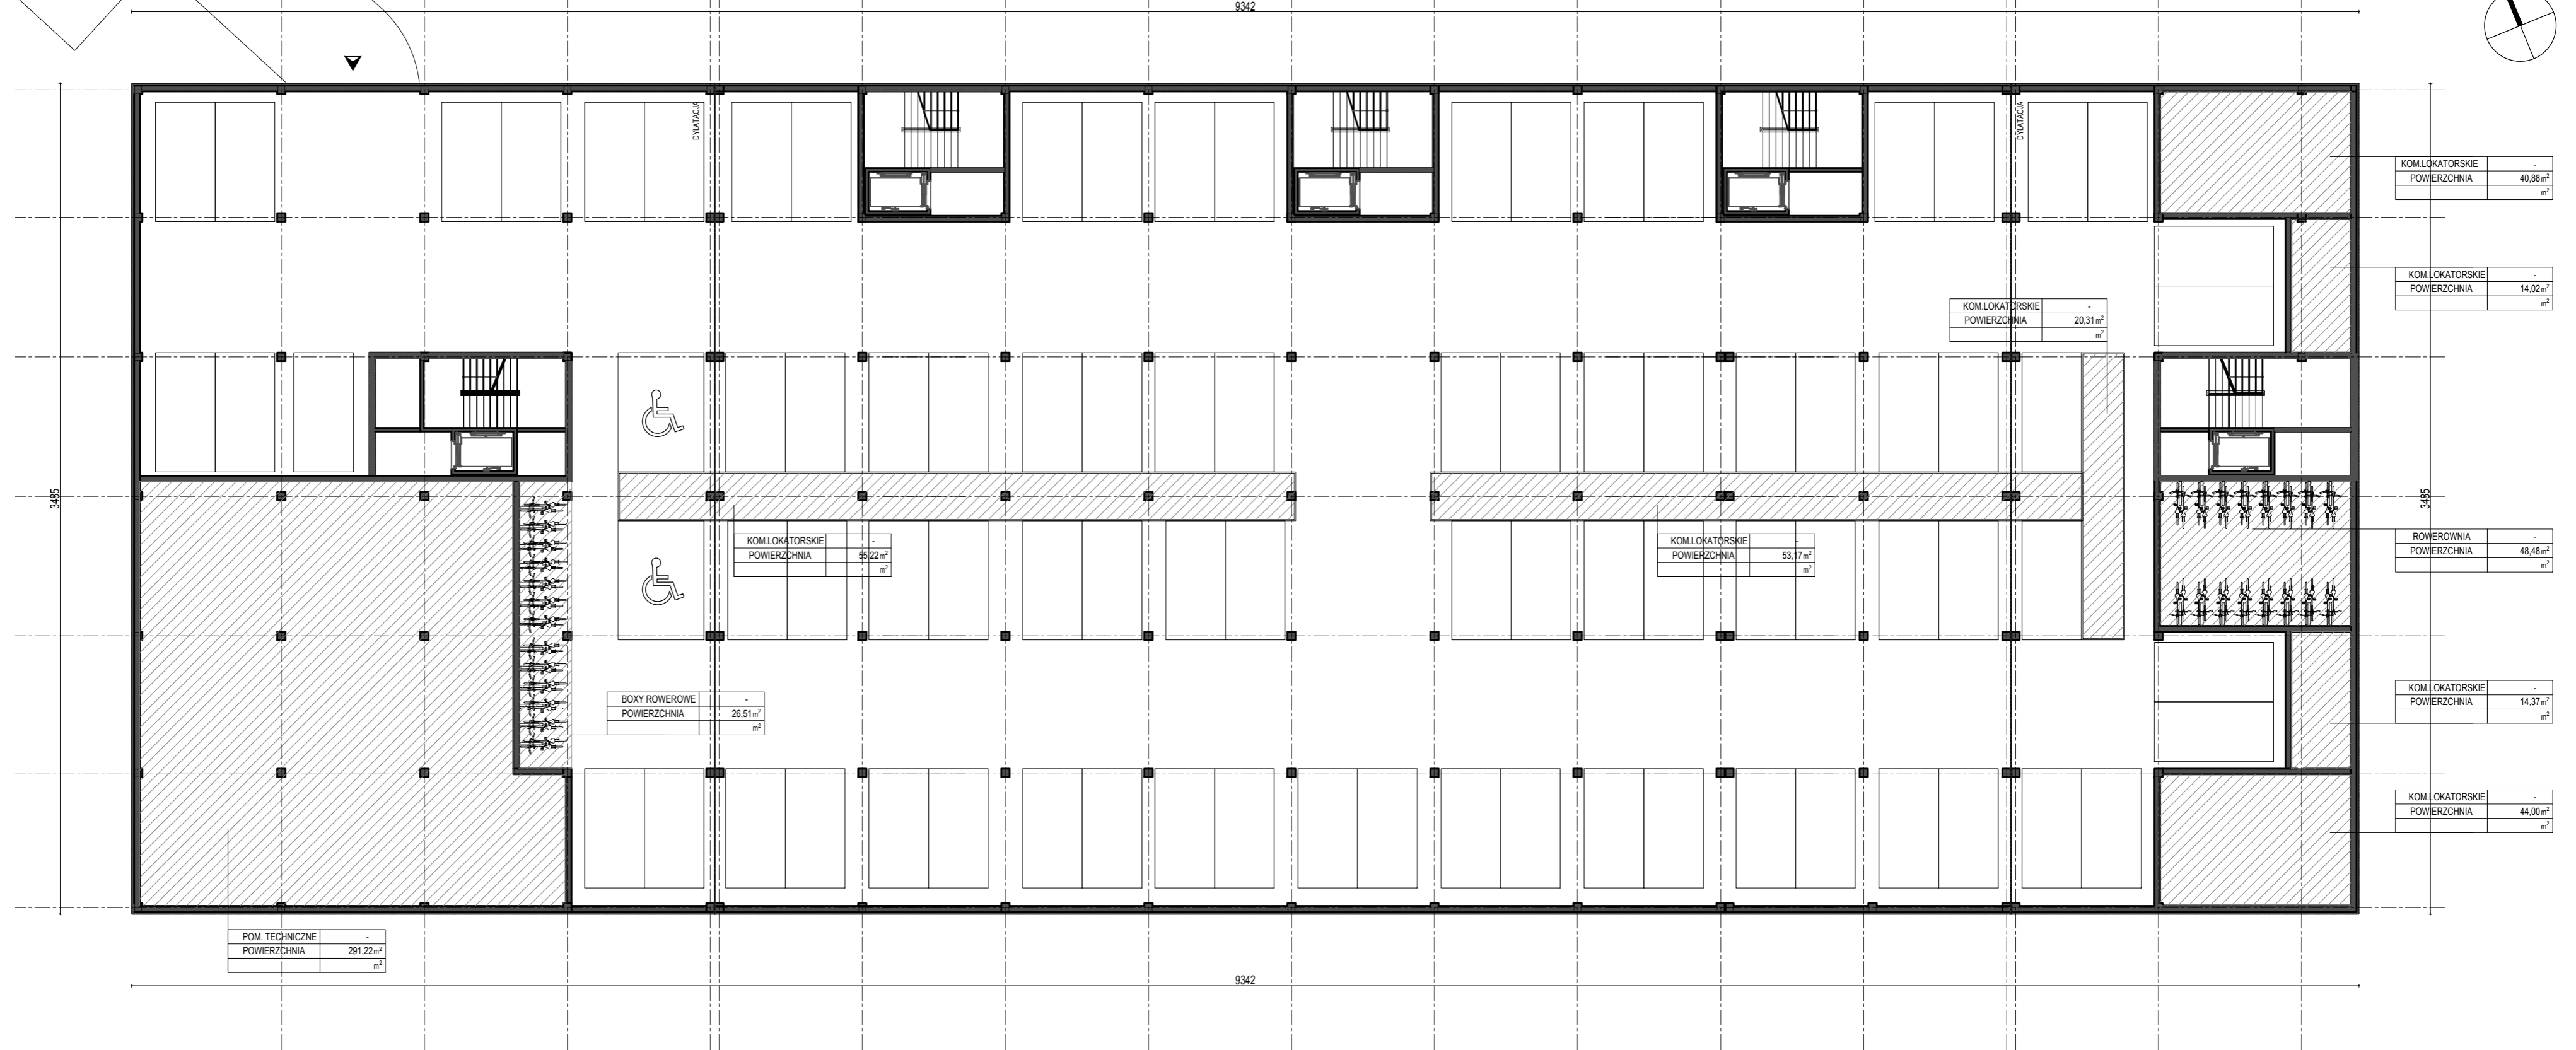 9342
DYLATACJA
DYLATACJA
KOM.LOKATORSKIE -
POWIERZCHNIA 40,88 m²
m²
KOM.LOKATORSKIE -
POWIERZCHNIA 14,02 m²
m²
KOM.LOKATORSKIE -
POWIERZCHNIA 20,31 m²
m²
3485
3485
KOM.LOKATORSKIE -
POWIERZCHNIA 55,22 m²
m²
KOM.LOKATORSKIE -
POWIERZCHNIA 53,17 m²
m²
ROWEROWNIA -
POWIERZCHNIA 48,48 m²
m²
BOXY ROWEROWE -
POWIERZCHNIA 26,51 m²
m²
KOM.LOKATORSKIE -
POWIERZCHNIA 14,37 m²
m²
KOM.LOKATORSKIE -
POWIERZCHNIA 44,00 m²
m²
POM. TECHNICZNE -
POWIERZCHNIA 291,22 m²
m²
9342